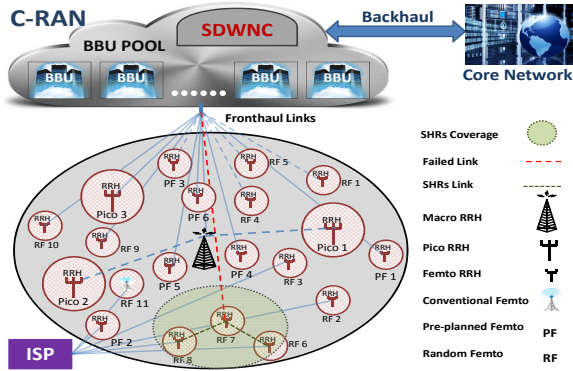 C-RAN
SDWNC
Backhaul
BBU POOL
BBU
BBU
BBU
BBU
Core Network
Fronthaul Links
RRH
PF 3
RRH
RF 5
RRH
RF 1
RRH
Pico 3
RRH
PF 6
RRH
RF 4
RRH
RF 10
RRH
RF 9
RRH
Pico 1
RRH
PF 5
RRH
PF 4
RRH
RF 3
RRH
PF 1
RRH
Pico 2
RF 11
RRH
RF 2
RRH
PF 2
RRH
RF 7
RRH
RF 8
RRH
RF 6
ISP
SHRs Coverage
Failed Link
SHRs Link
Macro RRH
Pico RRH
Femto RRH
Conventional Femto
Pre-planned Femto PF
Random Femto RF